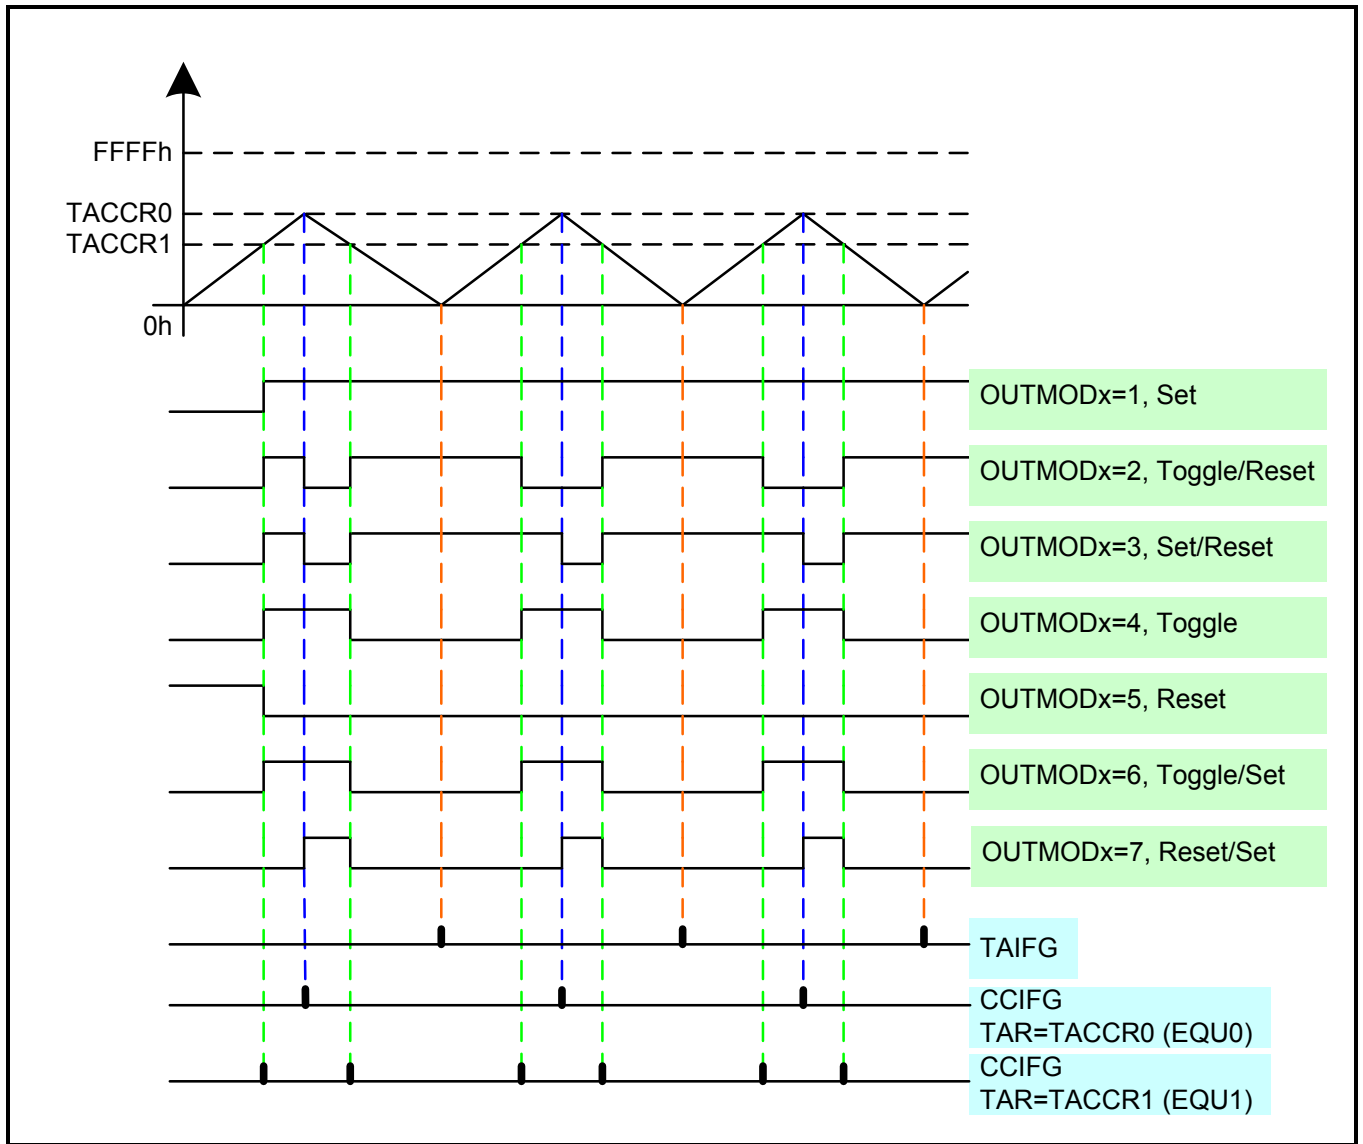 FFFFh
TACCR0
TACCR1
0h
OUTMODx=1, Set
OUTMODx=2, Toggle/Reset
OUTMODx=3, Set/Reset
OUTMODx=4, Toggle
OUTMODx=5, Reset
OUTMODx=6, Toggle/Set
OUTMODx=7, Reset/Set
TAIFG
CCIFG
TAR=TACCR0 (EQU0)
CCIFG
TAR=TACCR1 (EQU1)